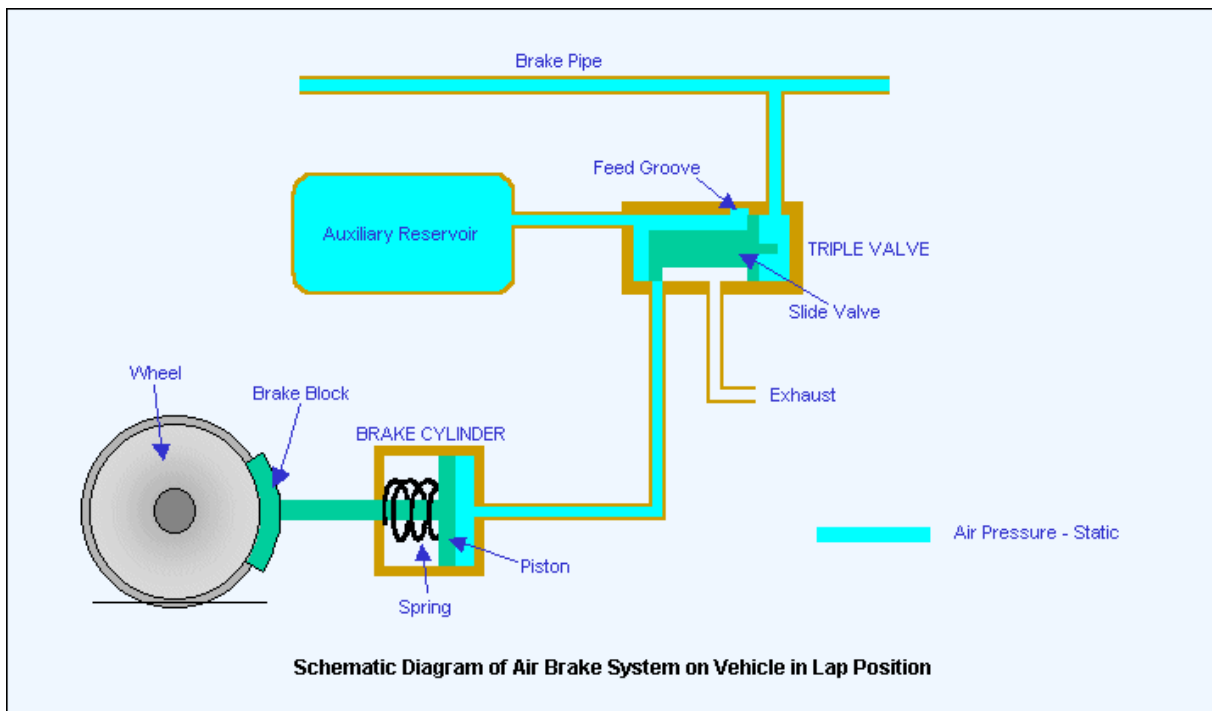 Brake Pipe
Feed Groove
Auxiliary Reservoir
TRIPLE VALVE
Slide Valve
Wheel
Brake Block
Exhaust
BRAKE CYLINDER
Air Pressure - Static
Piston
Spring
Schematic Diagram of Air Brake System on Vehicle in Lap Position